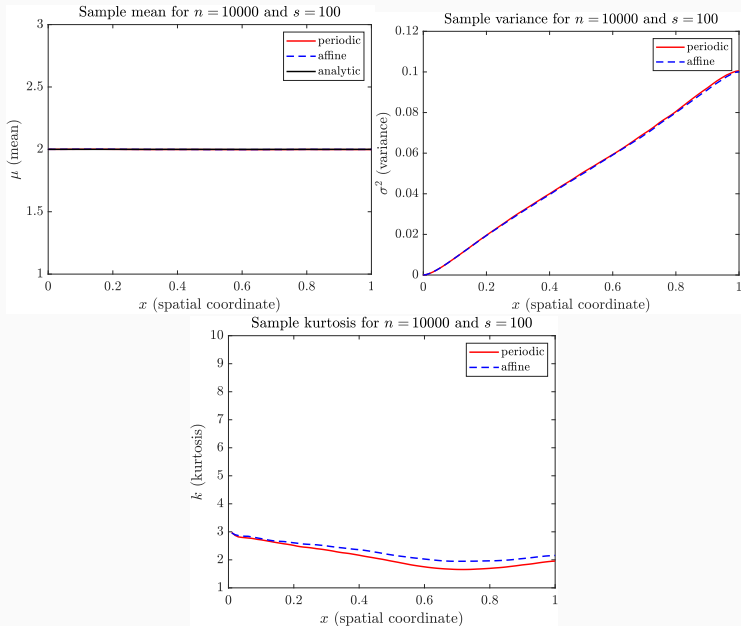 Sample mean for n = 10000 and s = 100
3
2.5
2
1.5
1
μ (mean)
0
0.2
0.4
0.6
0.8
1
x (spatial coordinate)
periodic
affine
analytic
Sample variance for n = 10000 and s = 100
0.12
0.1
0.08
0.06
0.04
0.02
0
σ² (variance)
0
0.2
0.4
0.6
0.8
1
x (spatial coordinate)
periodic
affine
Sample kurtosis for n = 10000 and s = 100
10
9
8
7
6
5
4
3
2
1
k (kurtosis)
0
0.2
0.4
0.6
0.8
1
x (spatial coordinate)
periodic
affine